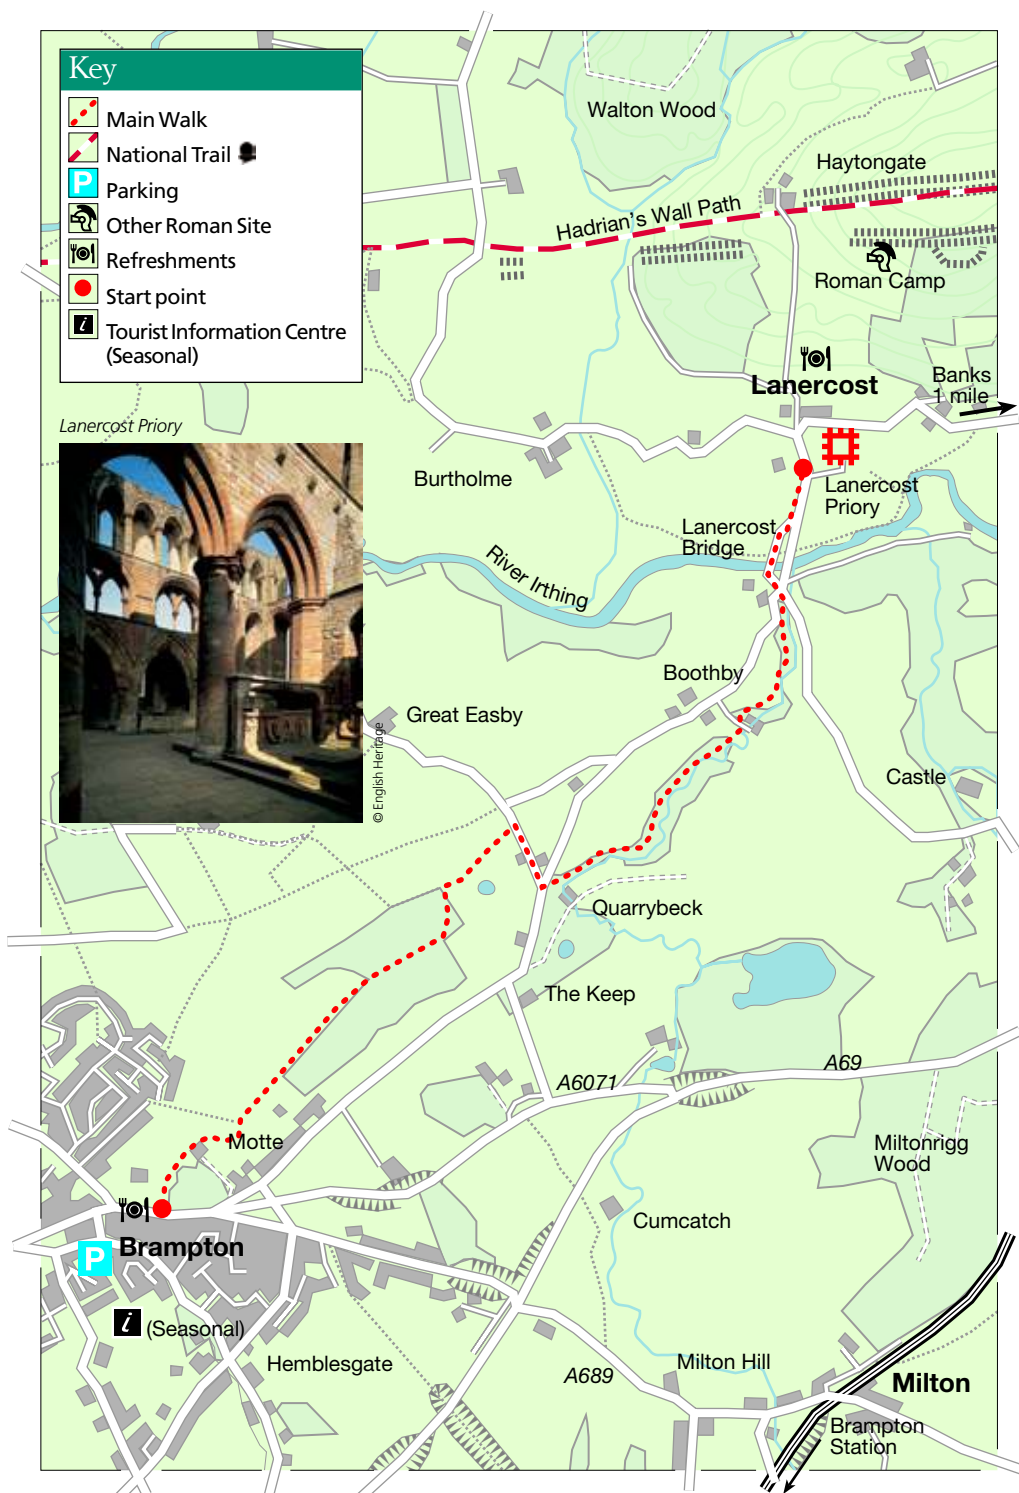 Key
Main Walk
National Trail
P Parking
Other Roman Site
Refreshments
Start point
i Tourist Information Centre
(Seasonal)
Lanercost Priory
© English Heritage
Walton Wood
Haytongate
Hadrian's Wall Path
Roman Camp
Lanercost
Banks
1 mile
Burtholme
Lanercost
Priory
Lanercost
Bridge
River Irthing
Boothby
Great Easby
Castle
Quarrybeck
The Keep
A6071
A69
Motte
Miltonrigg
Wood
Cumcatch
P
Brampton
i (Seasonal)
Hemblesgate
A689
Milton Hill
Milton
Brampton
Station